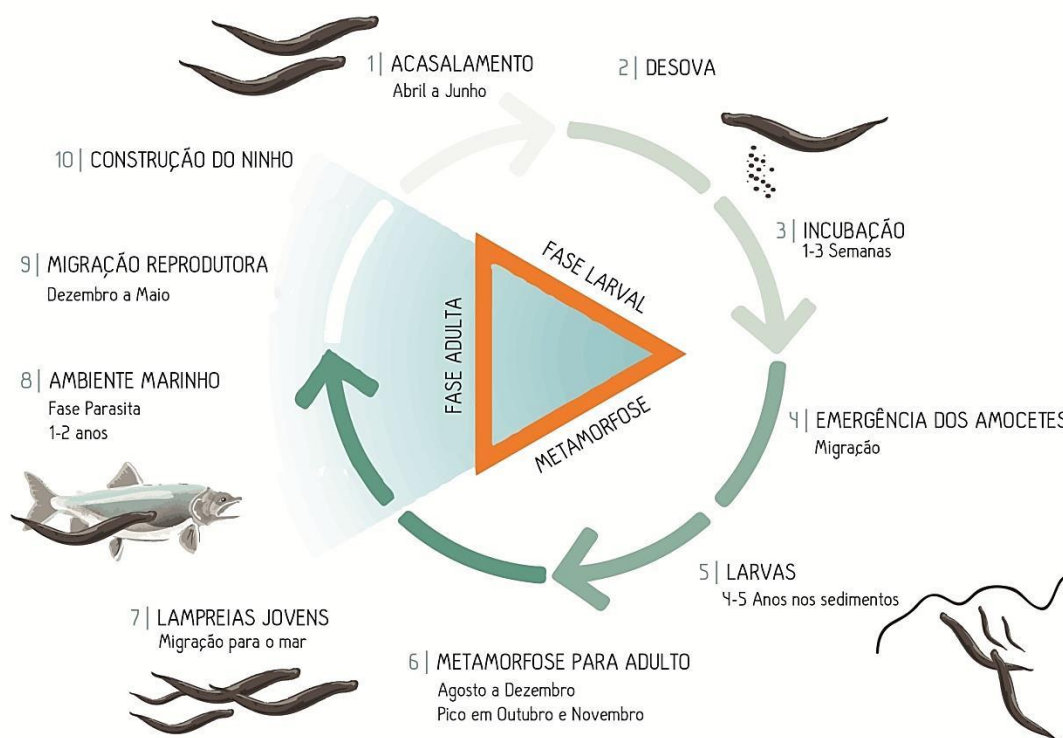 1| ACASALAMENTO
Abril a Junho
2| DESOVA
3| INCUBAÇÃO
1-3 Semanas
4| EMERGÊNCIA DOS AMOCETES
Migração
5| LARVAS
4-5 Anos nos sedimentos
6| METAMORFOSE PARA ADULTO
Agosto a Dezembro
Pico em Outubro e Novembro
7| LAMPREIAS JOVENS
Migração para o mar
8| AMBIENTE MARINHO
Fase Parasita
1-2 anos
9| MIGRAÇÃO REPRODUTORA
Dezembro a Maio
10| CONSTRUÇÃO DO NINHO
FASE LARVAL
METAMORFOSE
FASE ADULTA